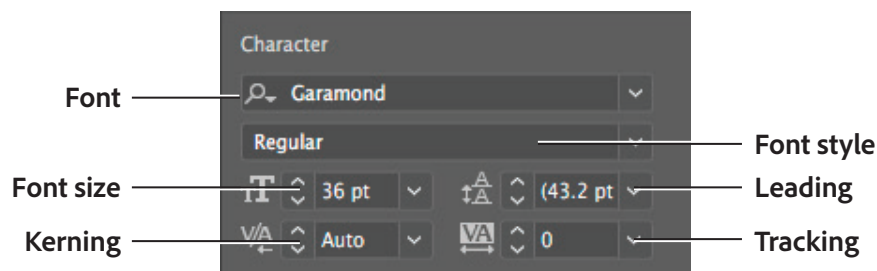 Character
Font Garamond
Regular Font style
Font size 36 pt (43.2 pt Leading
Kerning Auto 0 Tracking